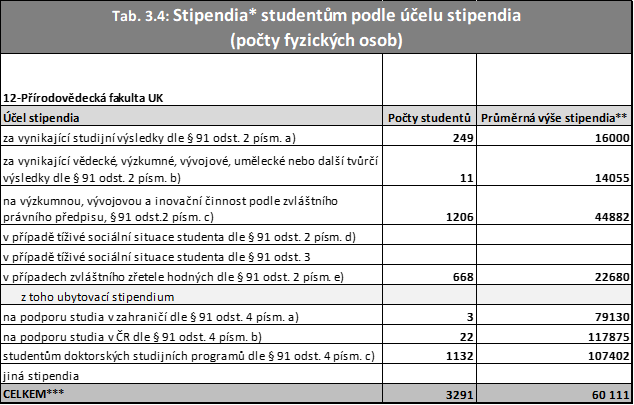 Tab. 3.4: Stipendia* studentům podle účelu stipendia
(počty fyzických osob)
12-Přírodovědecká fakulta UK
Účel stipendia Počty studentů Průměrná výše stipendia**
za vynikající studijní výsledky dle § 91 odst. 2 písm. a) 249 16000
za vynikající vědecké, výzkumné, vývojové, umělecké nebo další tvůrčí
výsledky dle § 91 odst. 2 písm. b) 11 14055
na výzkumnou, vývojovou a inovační činnost podle zvláštního
právního předpisu, § 91 odst.2 písm. c) 1206 44882
v případě tíživé sociální situace studenta dle § 91 odst. 2 písm. d)
v případě tíživé sociální situace studenta dle § 91 odst. 3
v případech zvláštního zřetele hodných dle § 91 odst. 2 písm. e) 668 22680
z toho ubytovací stipendium
na podporu studia v zahraničí dle § 91 odst. 4 písm. a) 3 79130
na podporu studia v ČR dle § 91 odst. 4 písm. b) 22 117875
studentům doktorských studijních programů dle § 91 odst. 4 písm. c) 1132 107402
jiná stipendia
CELKEM*** 3291 60 111